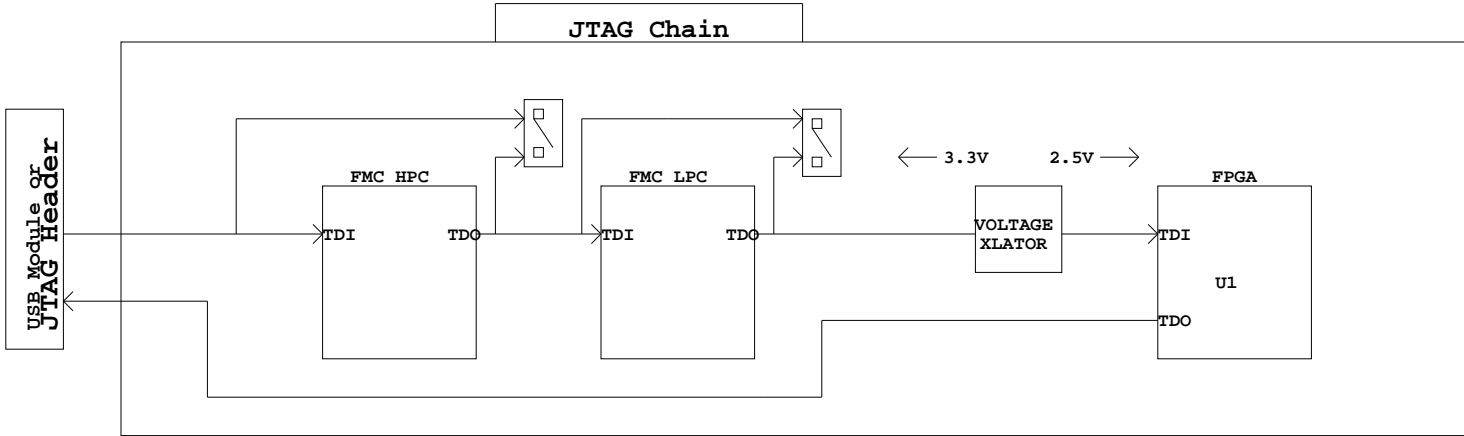 JTAG Chain
USB Module or
JTAG Header
FMC HPC
TDI
TDO
FMC LPC
TDI
TDO
3.3V
2.5V
VOLTAGE
XLATOR
FPGA
TDI
U1
TDO